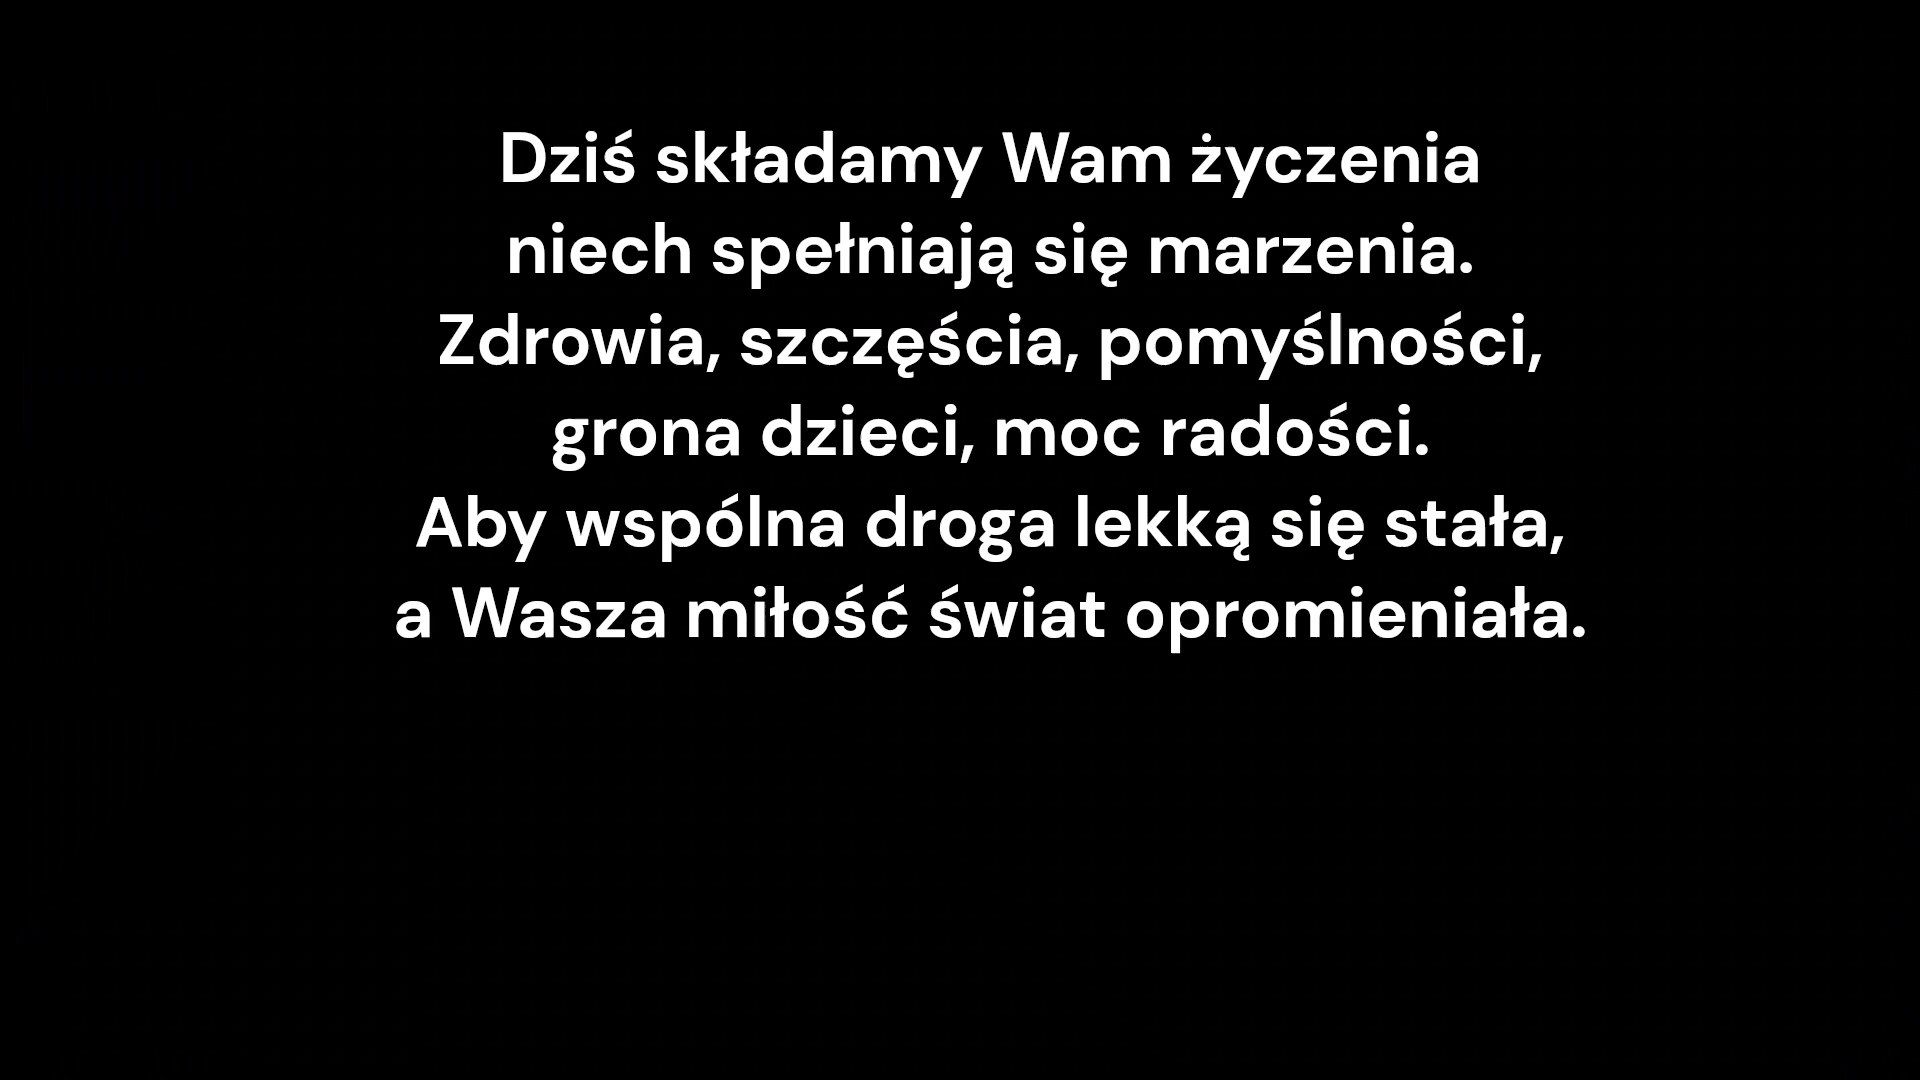 Dziś składamy Wam życzenia
niech spełniają się marzenia.
Zdrowia, szczęścia, pomyślności,
grona dzieci, moc radości.
Aby wspólna droga lekką się stała,
a Wasza miłość świat opromieniała.